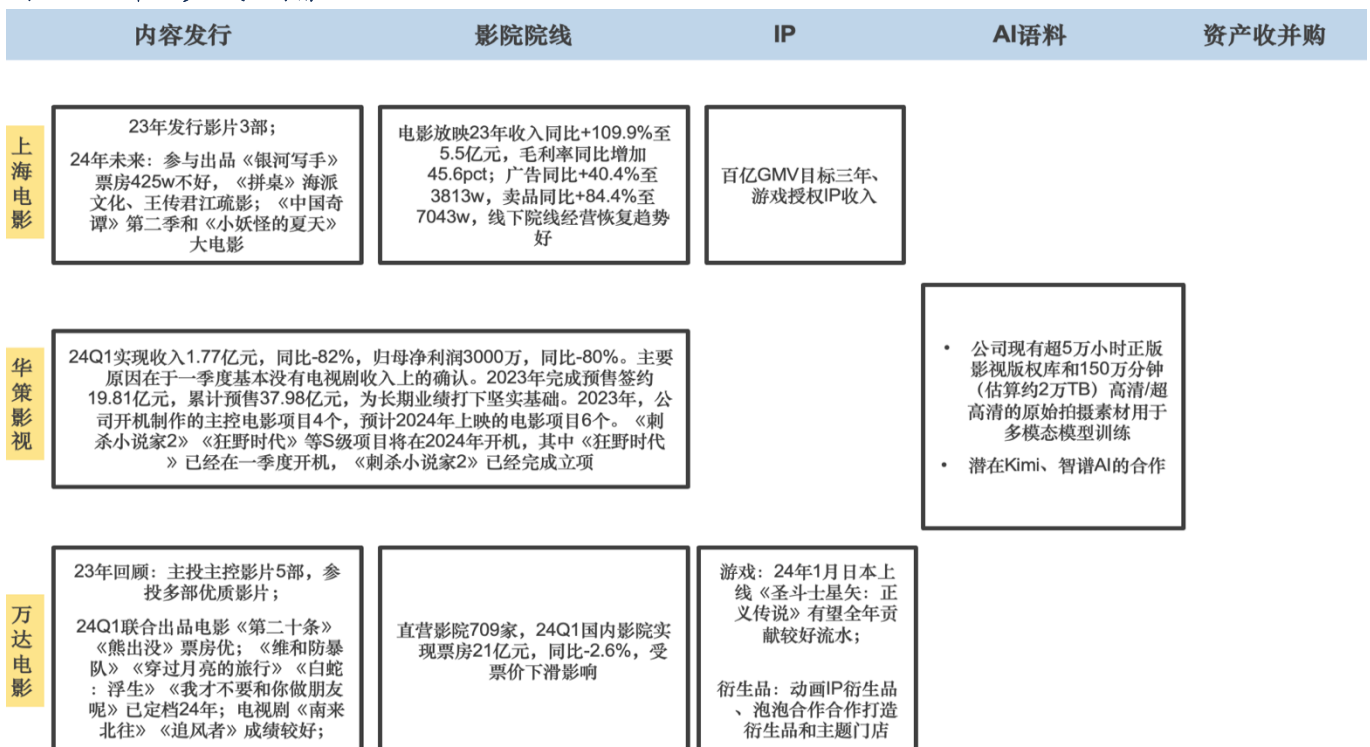 内容发行
影院院线
IP
AI语料
资产收并购
上海电影
23年发行影片3部；
24年未来：参与出品《银河写手》
票房425w不好，《拼桌》海派
文化、王传君江疏影；《中国奇
谭》第二季和《小妖怪的夏天》
大电影
电影放映23年收入同比+109.9%至
5.5亿元，毛利率同比增加
45.6pct；广告同比+40.4%至
3813w，卖品同比+84.4%至
7043w，线下院线经营恢复趋势
好
百亿GMV目标三年、
游戏授权IP收入
华策影视
24Q1实现收入1.77亿元，同比-82%，归母净利润3000万，同比-80%。主要
原因在于一季度基本没有电视剧收入上的确认。2023年完成预售签约
19.81亿元，累计预售37.98亿元，为长期业绩打下坚实基础。2023年，公
司开机制作的主控电影项目4个，预计2024年上映的电影项目6个。《刺
杀小说家2》《狂野时代》等S级项目将在2024年开机，其中《狂野时代
》已经在一季度开机，《刺杀小说家2》已经完成立项
• 公司现有超5万小时正版
影视版权库和150万分钟
（估算约2万TB）高清/超
高清的原始拍摄素材用于
多模态模型训练
• 潜在Kimi、智谱AI的合作
万达电影
23年回顾：主投主控影片5部，参
投多部优质影片；
24Q1联合出品电影《第二十条》
《熊出没》票房优；《维和防暴
队》《穿过月亮的旅行》《白蛇
：浮生》《我才不要和你做朋友
呢》已定档24年；电视剧《南来
北往》《追风者》成绩较好；
直营影院709家，24Q1国内影院实
现票房21亿元，同比-2.6%，受
票价下滑影响
游戏：24年1月日本上
线《圣斗士星矢：正
义传说》有望全年贡
献较好流水；
衍生品：动画IP衍生品
、泡泡合作合作打造
衍生品和主题门店